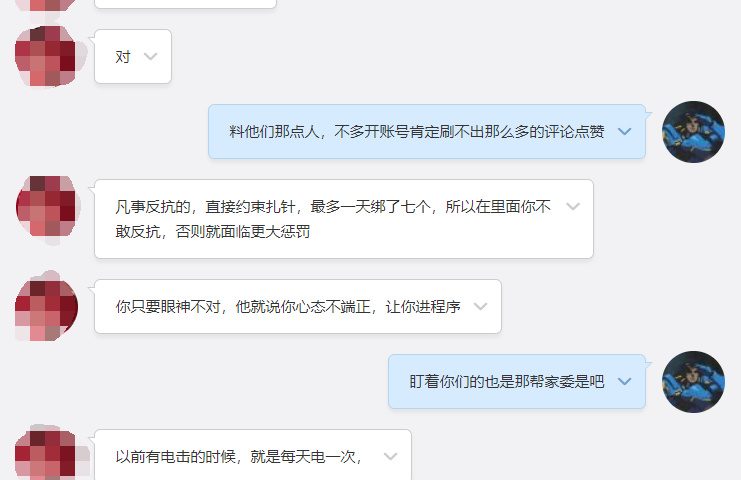 对
料他们那点人，不多开账号肯定刷不出那么多的评论点赞
凡事反抗的，直接约束扎针，最多一天绑了七个，所以在里面你不
敢反抗，否则就面临更大惩罚
你只要眼神不对，他就说你心态不端正，让你进程序
盯着你们的也是那帮家委是吧
以前有电击的时候，就是每天电一次，